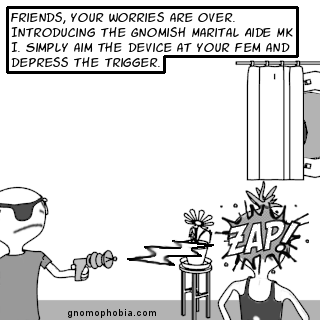 FRIENDS, YOUR WORRIES ARE OVER.
INTRODUCING THE GNOMISH MARITAL AIDE MK
I. SIMPLY AIM THE DEVICE AT YOUR FEM AND
DEPRESS THE TRIGGER.
ZAP!
gnomophobia.com